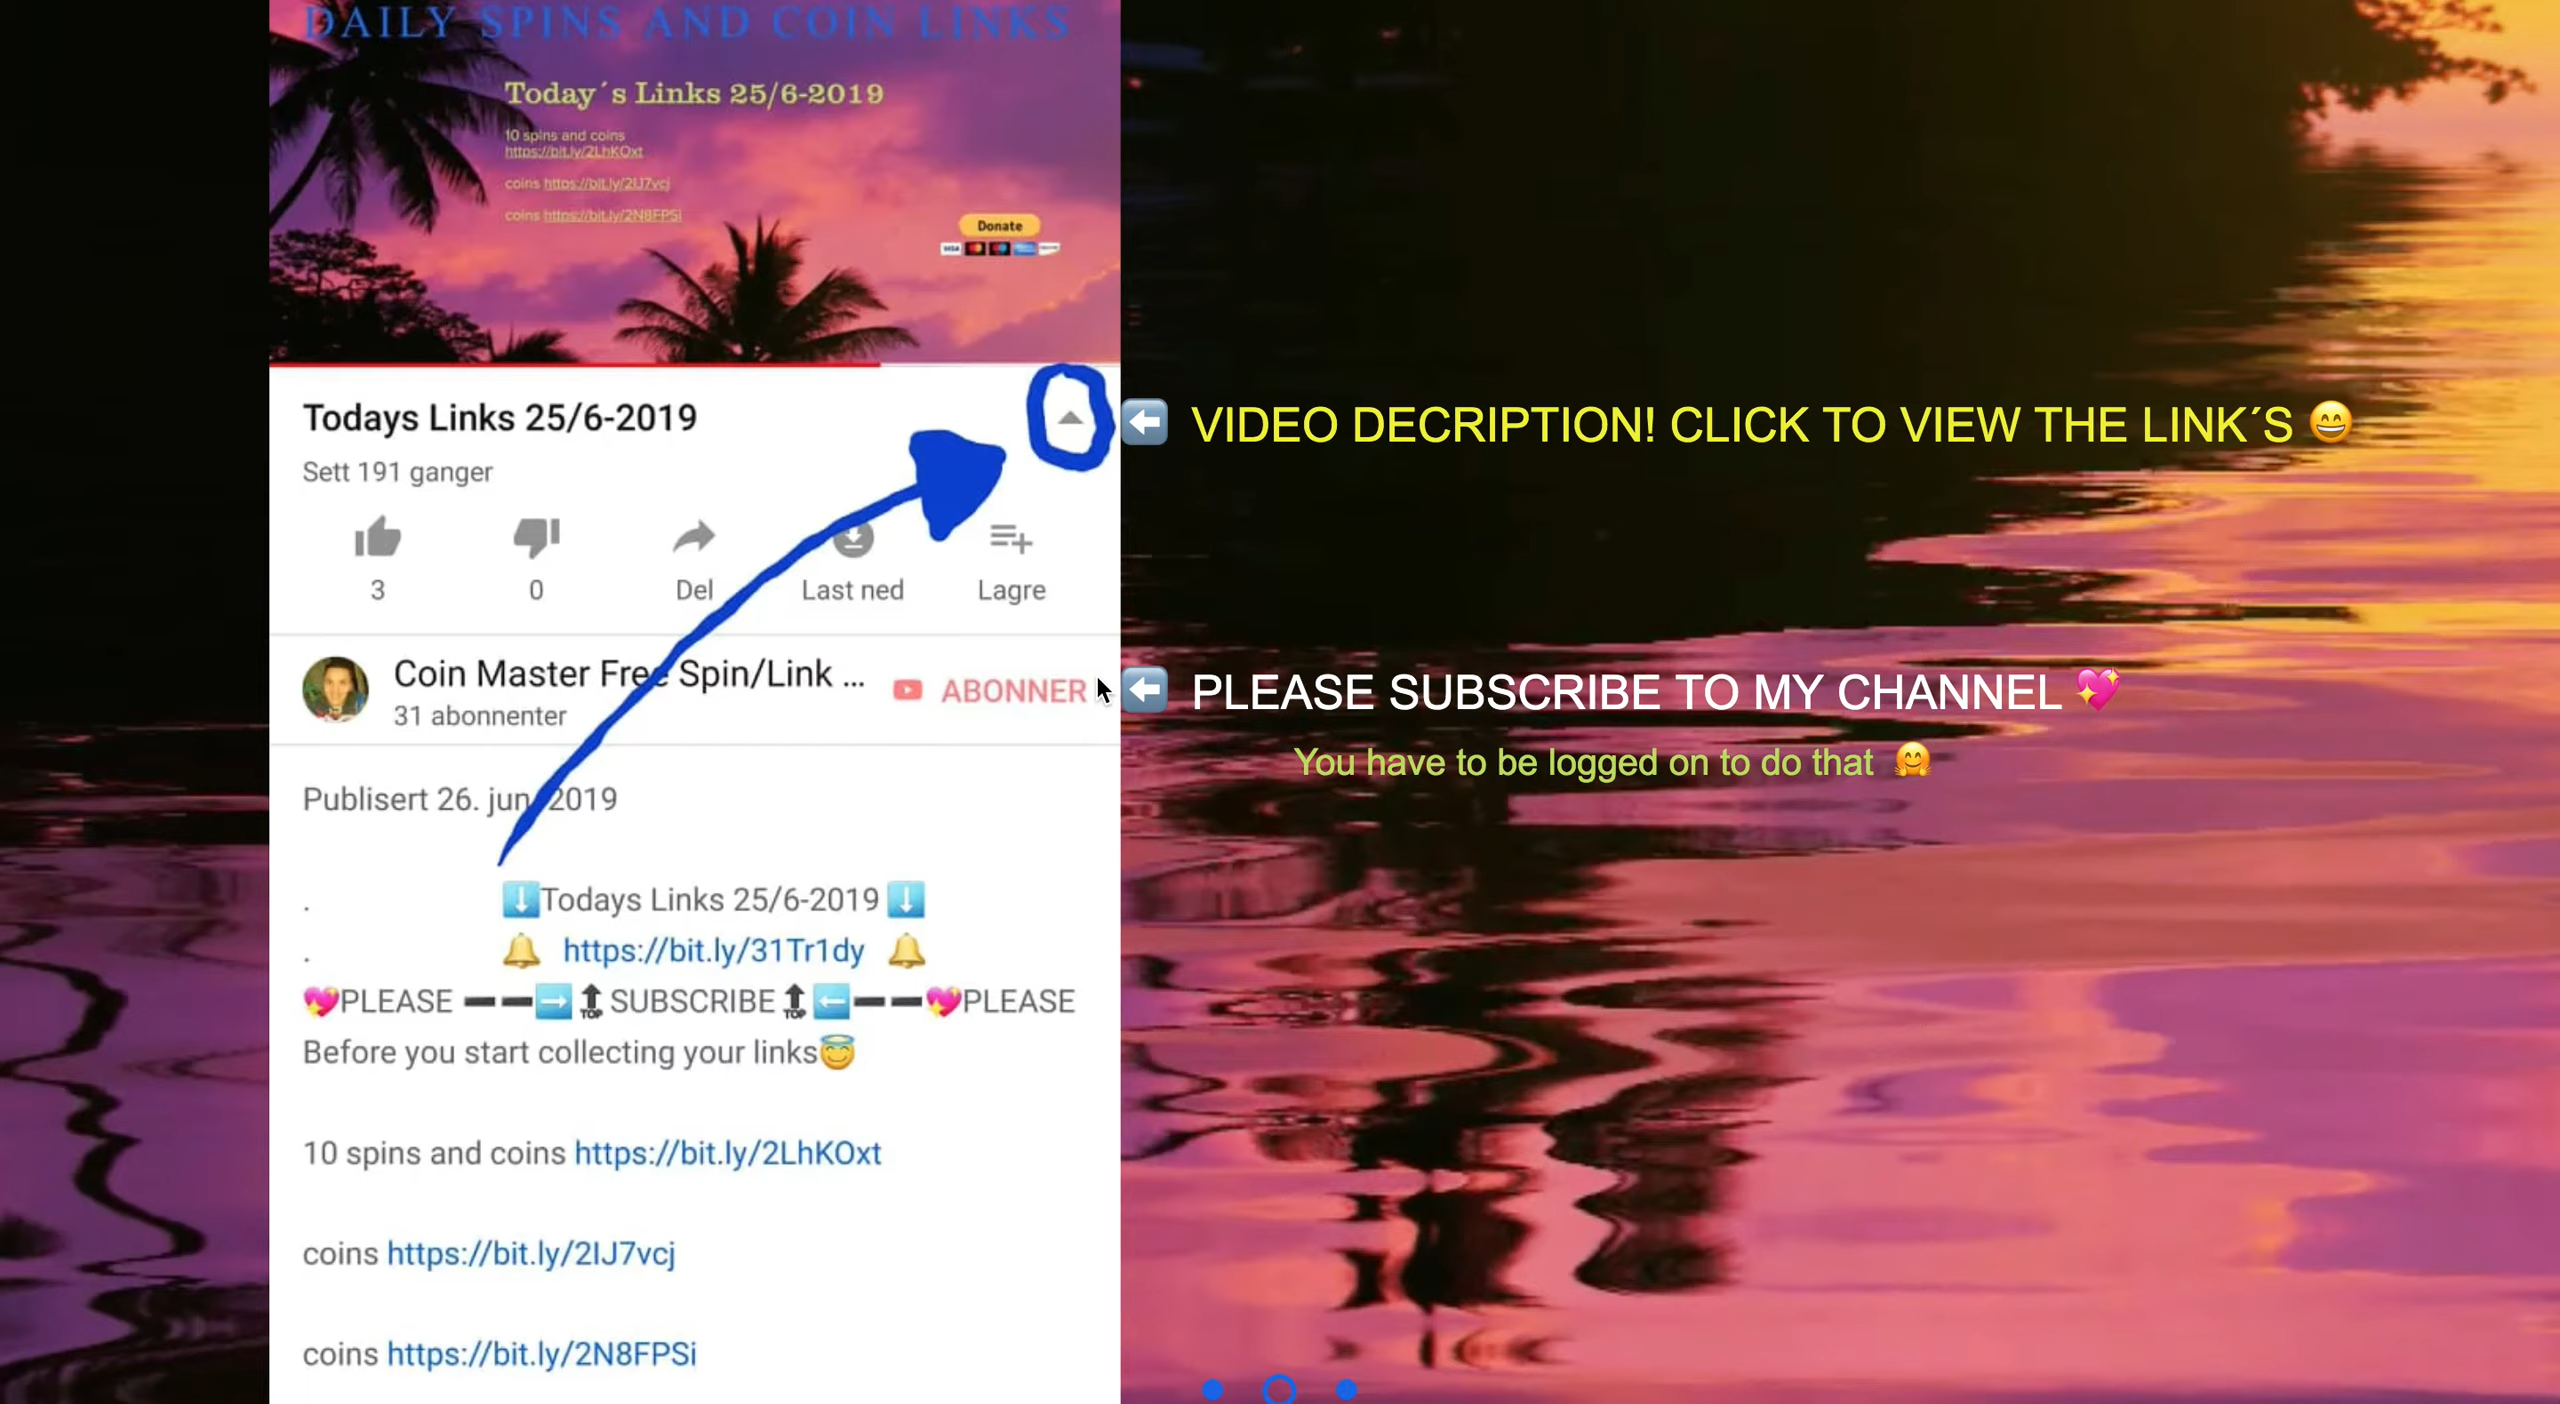 DAILY SPINS AND COIN LINKS
Today´s Links 25/6-2019
10 spins and coins
https://bit.ly/2LhKOxt
coins https://bit.ly/2IJ7vcj
coins https://bit.ly/2N8FPSi
Donate
VISA
Todays Links 25/6-2019
⬅️ VIDEO DECRIPTION! CLICK TO VIEW THE LINK´S 😄
Sett 191 ganger
3 0 Del Last ned Lagre
Coin Master Free Spin/Link ...
ABONNER
31 abonnenter
⬅️ PLEASE SUBSCRIBE TO MY CHANNEL 💖
You have to be logged on to do that 🤗
Publisert 26. jun. 2019
. ⬇️Todays Links 25/6-2019 ⬇️
. 🔔 https://bit.ly/31Tr1dy 🔔
💖PLEASE ➖➖➡️🔝SUBSCRIBE🔝⬅️➖➖💖PLEASE
Before you start collecting your links😇
10 spins and coins https://bit.ly/2LhKOxt
coins https://bit.ly/2IJ7vcj
coins https://bit.ly/2N8FPSi